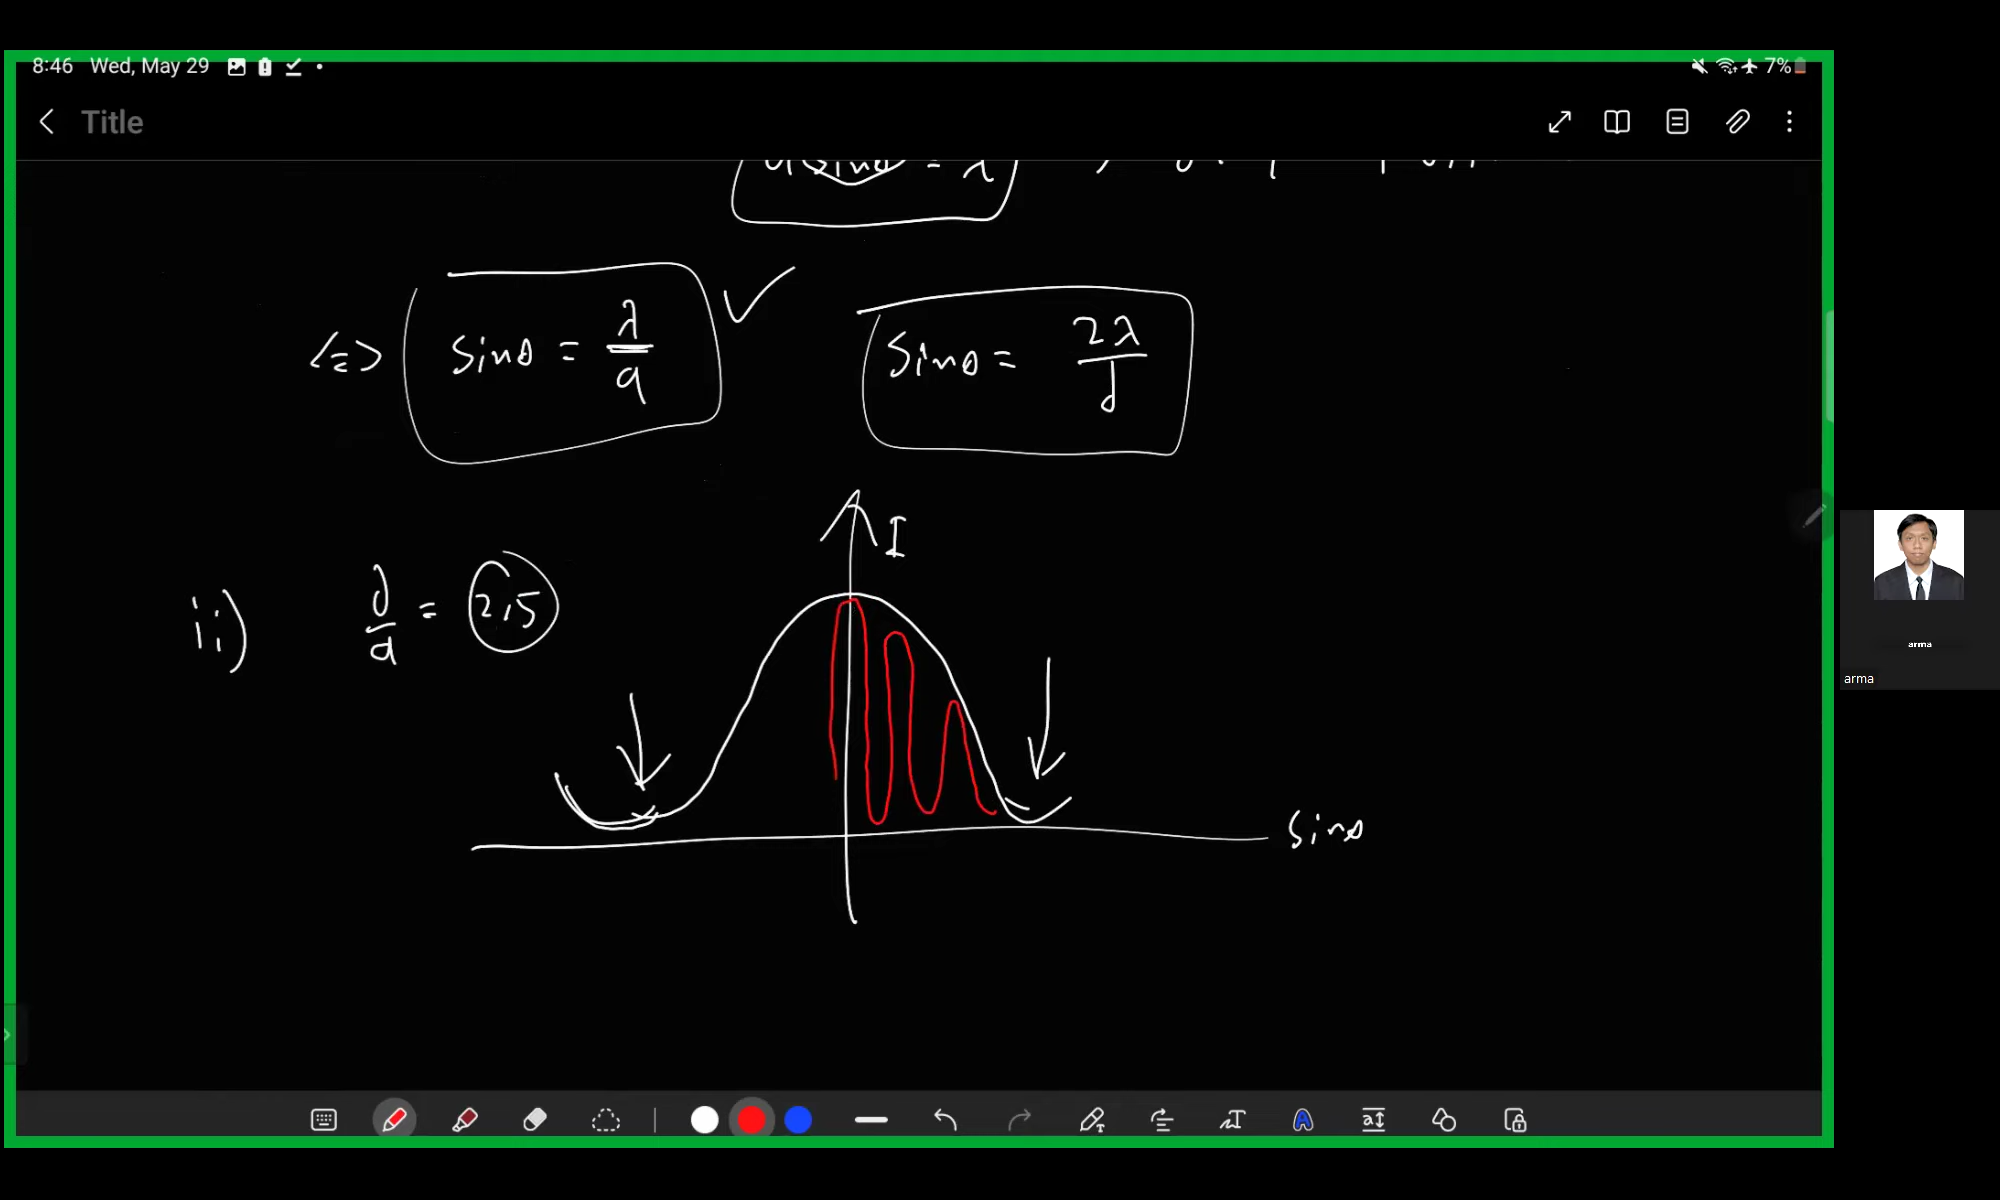 8:46 Wed, May 29
7%
Title
<=> sinθ = λ/a sinθ = 2λ/d
I
ii) d/a = 2,5
sinθ
arma
arma